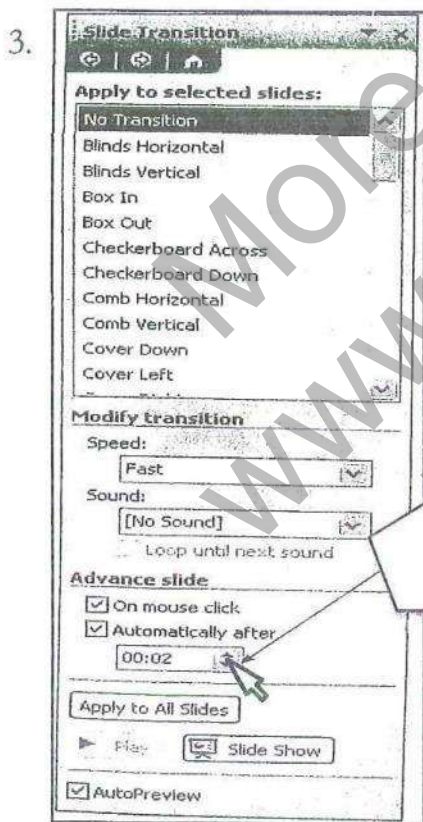 3.
Slide Transition
Apply to selected slides:
No Transition
Blinds Horizontal
Blinds Vertical
Box In
Box Out
Checkerboard Across
Checkerboard Down
Comb Horizontal
Comb Vertical
Cover Down
Cover Left
Modify transition
Speed:
Fast
Sound:
[No Sound]
Loop until next sound
Advance slide
On mouse click
Automatically after
00:02
Apply to All Slides
Play Slide Show
AutoPreview
More
www